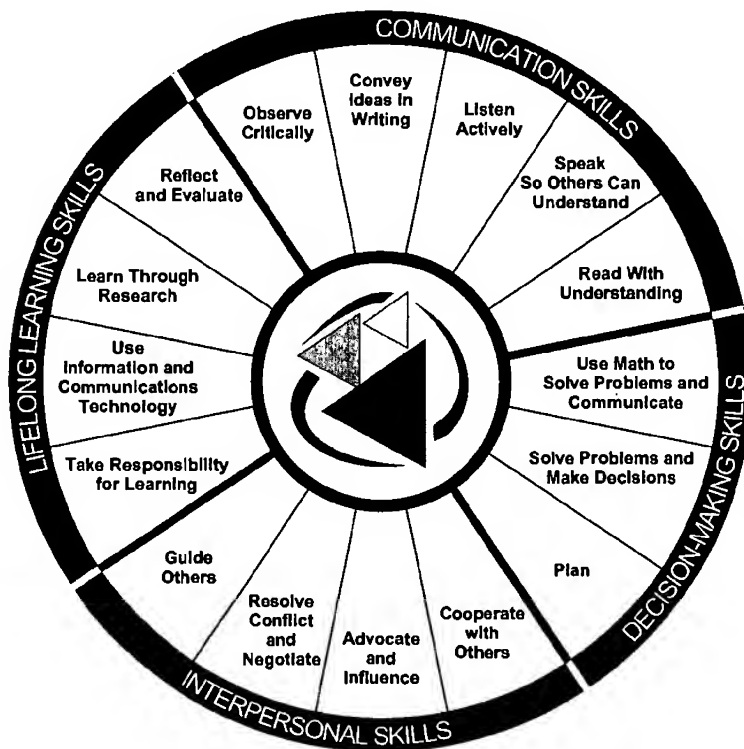 COMMUNICATION SKILLS
Observe
Critically
Convey
Ideas In
Writing
Listen
Actively
Speak
So Others Can
Understand
Read With
Understanding
DECISION-MAKING SKILLS
Use Math to
Solve Problems and
Communicate
Solve Problems and
Make Decisions
Plan
INTERPERSONAL SKILLS
Cooperate
with
Others
Advocate
and
Influence
Resolve
Conflict
and
Negotiate
Guide
Others
LIFELONG LEARNING SKILLS
Take Responsibility
for Learning
Use
Information and
Communications
Technology
Learn Through
Research
Reflect
and Evaluate